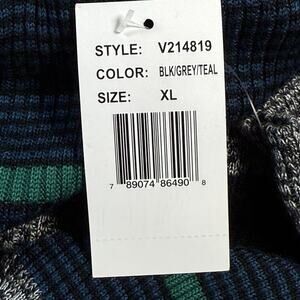 STYLE: V214819
COLOR: BLK/GREY/TEAL
SIZE: XL
7 89074 86490 8